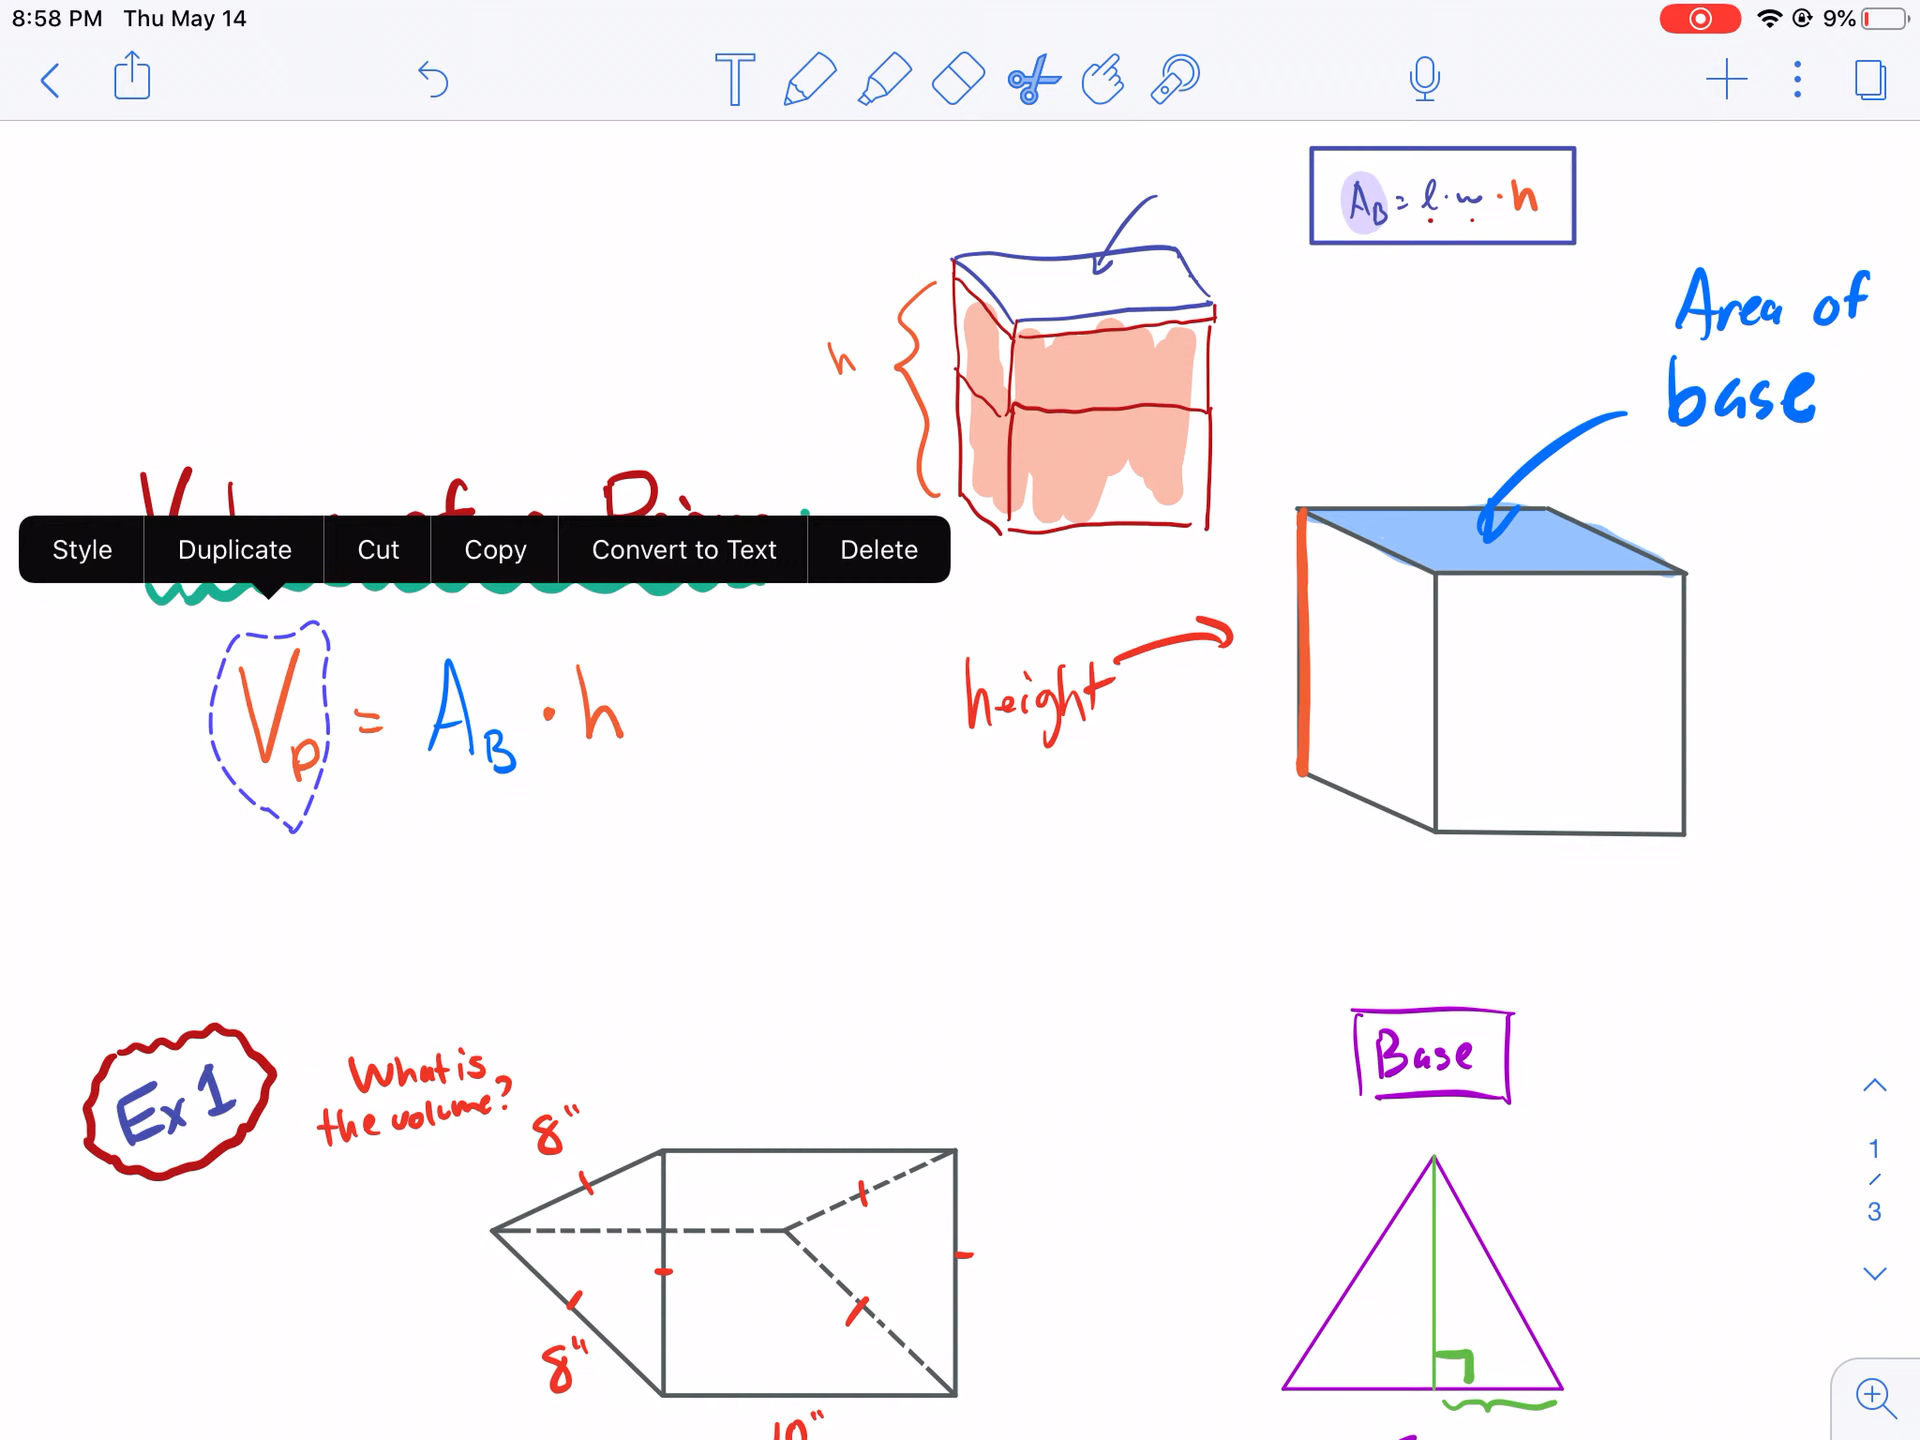 8:58 PM Thu May 14
9%
A_B = l · w · h
Area of
base
h
Style Duplicate Cut Copy Convert to Text Delete
height
V_p = A_B · h
Base
Ex 1
What is
the volume?
8"
1
/
3
8"
10"